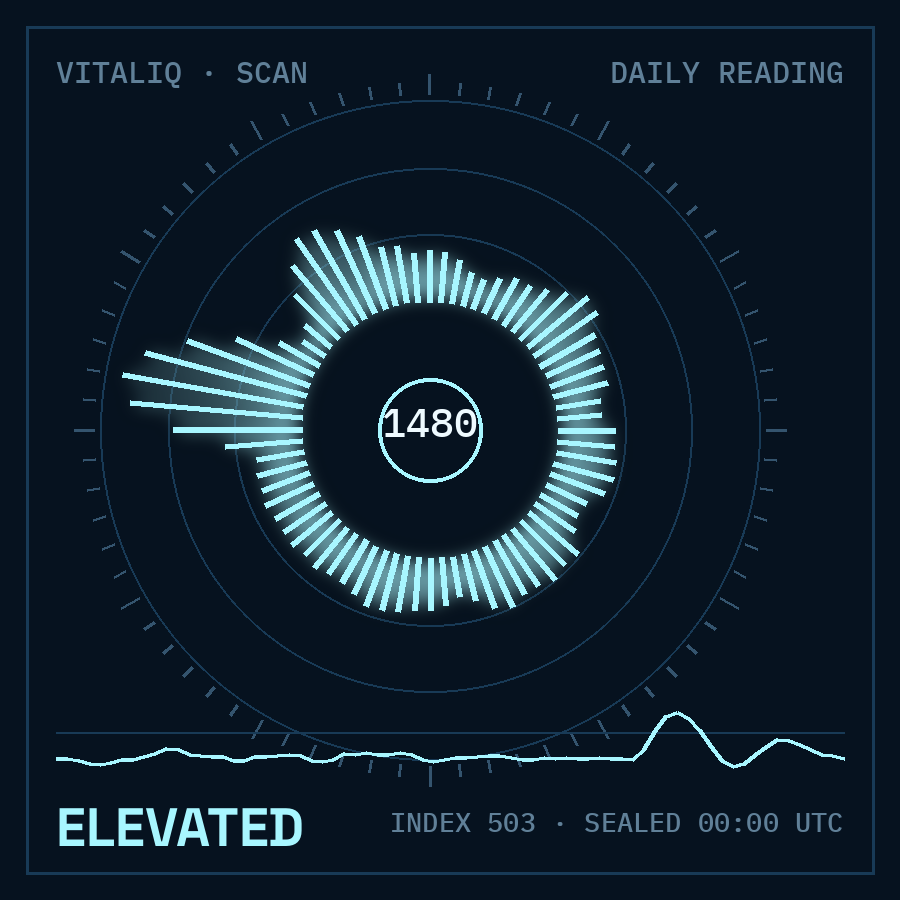 VITALIQ · SCAN
DAILY READING
1480
ELEVATED
INDEX 503 · SEALED 00:00 UTC